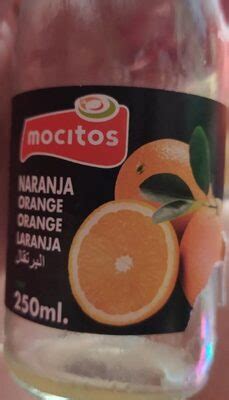 mocitos
NARANJA
ORANGE
ORANGE
LARANJA
البرتقال
250ml.